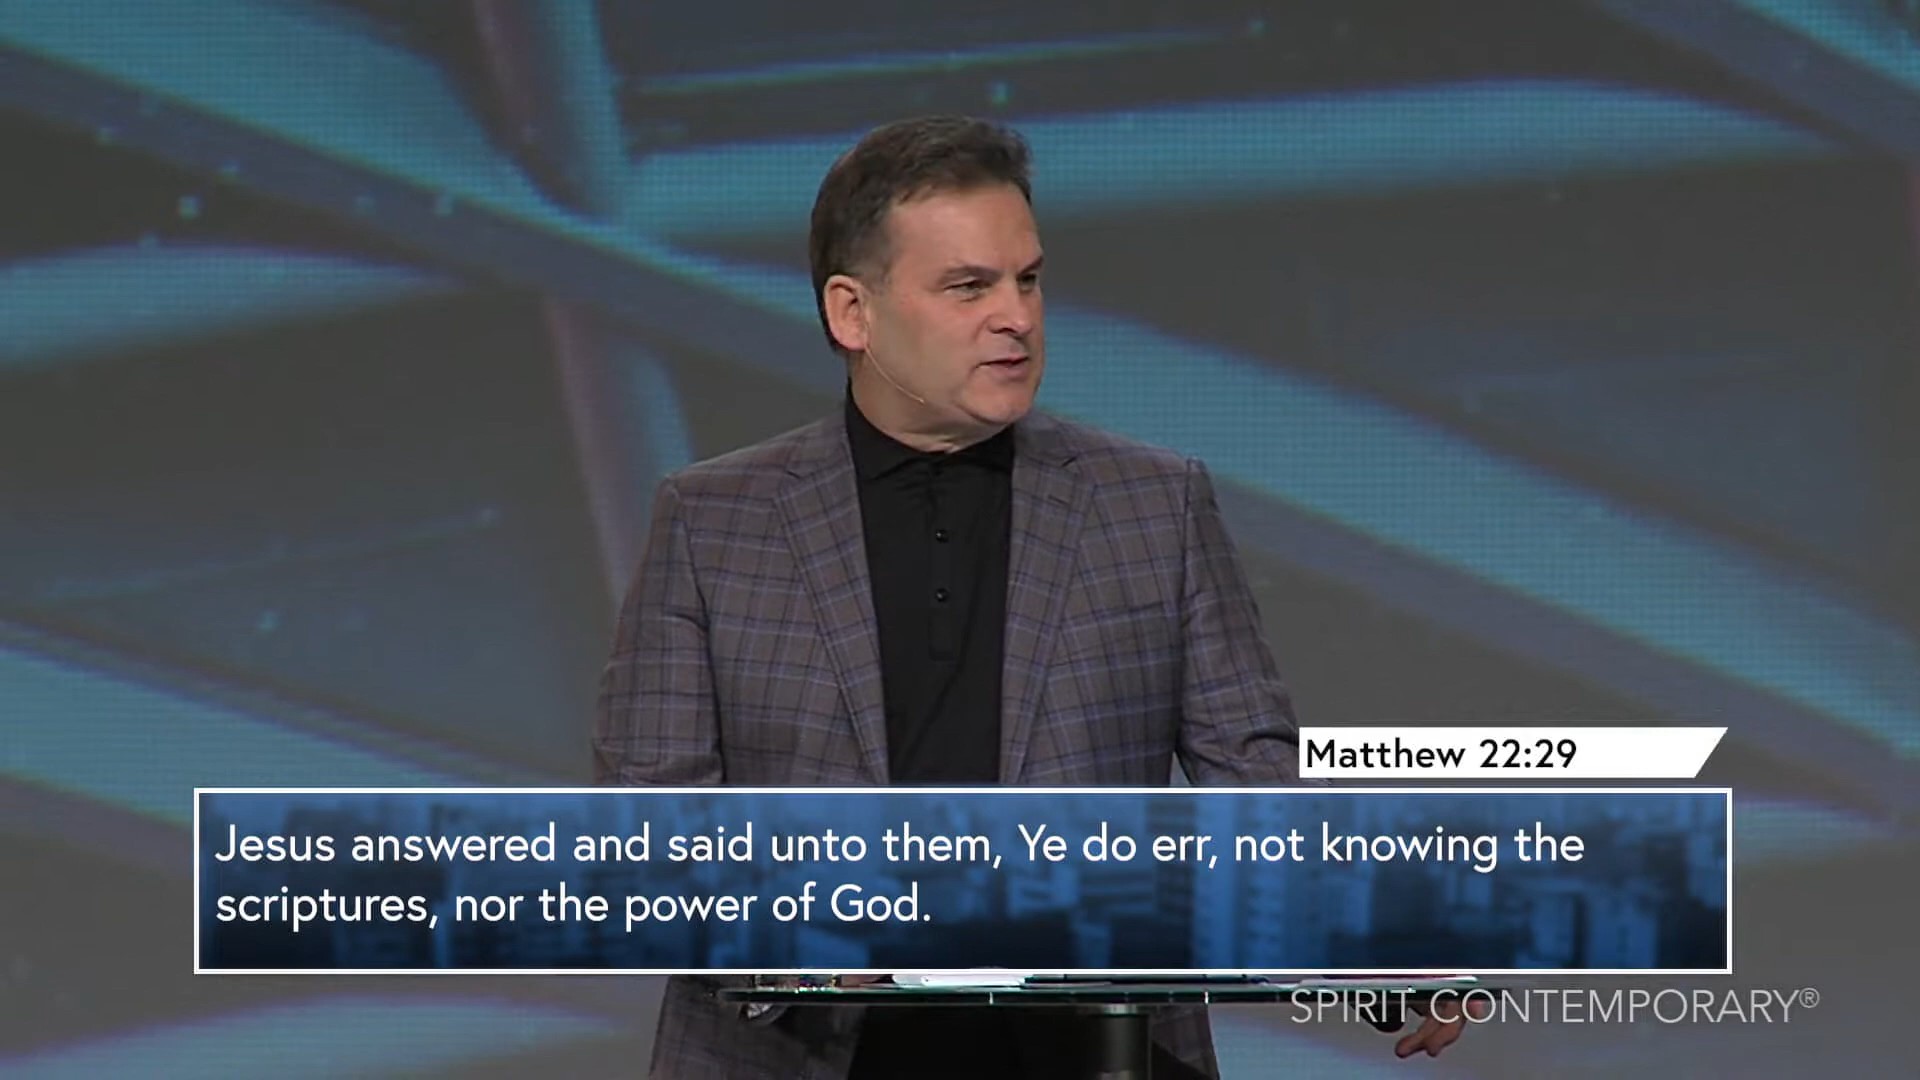 Matthew 22:29
Jesus answered and said unto them, Ye do err, not knowing the
scriptures, nor the power of God.
SPIRIT CONTEMPORARY®